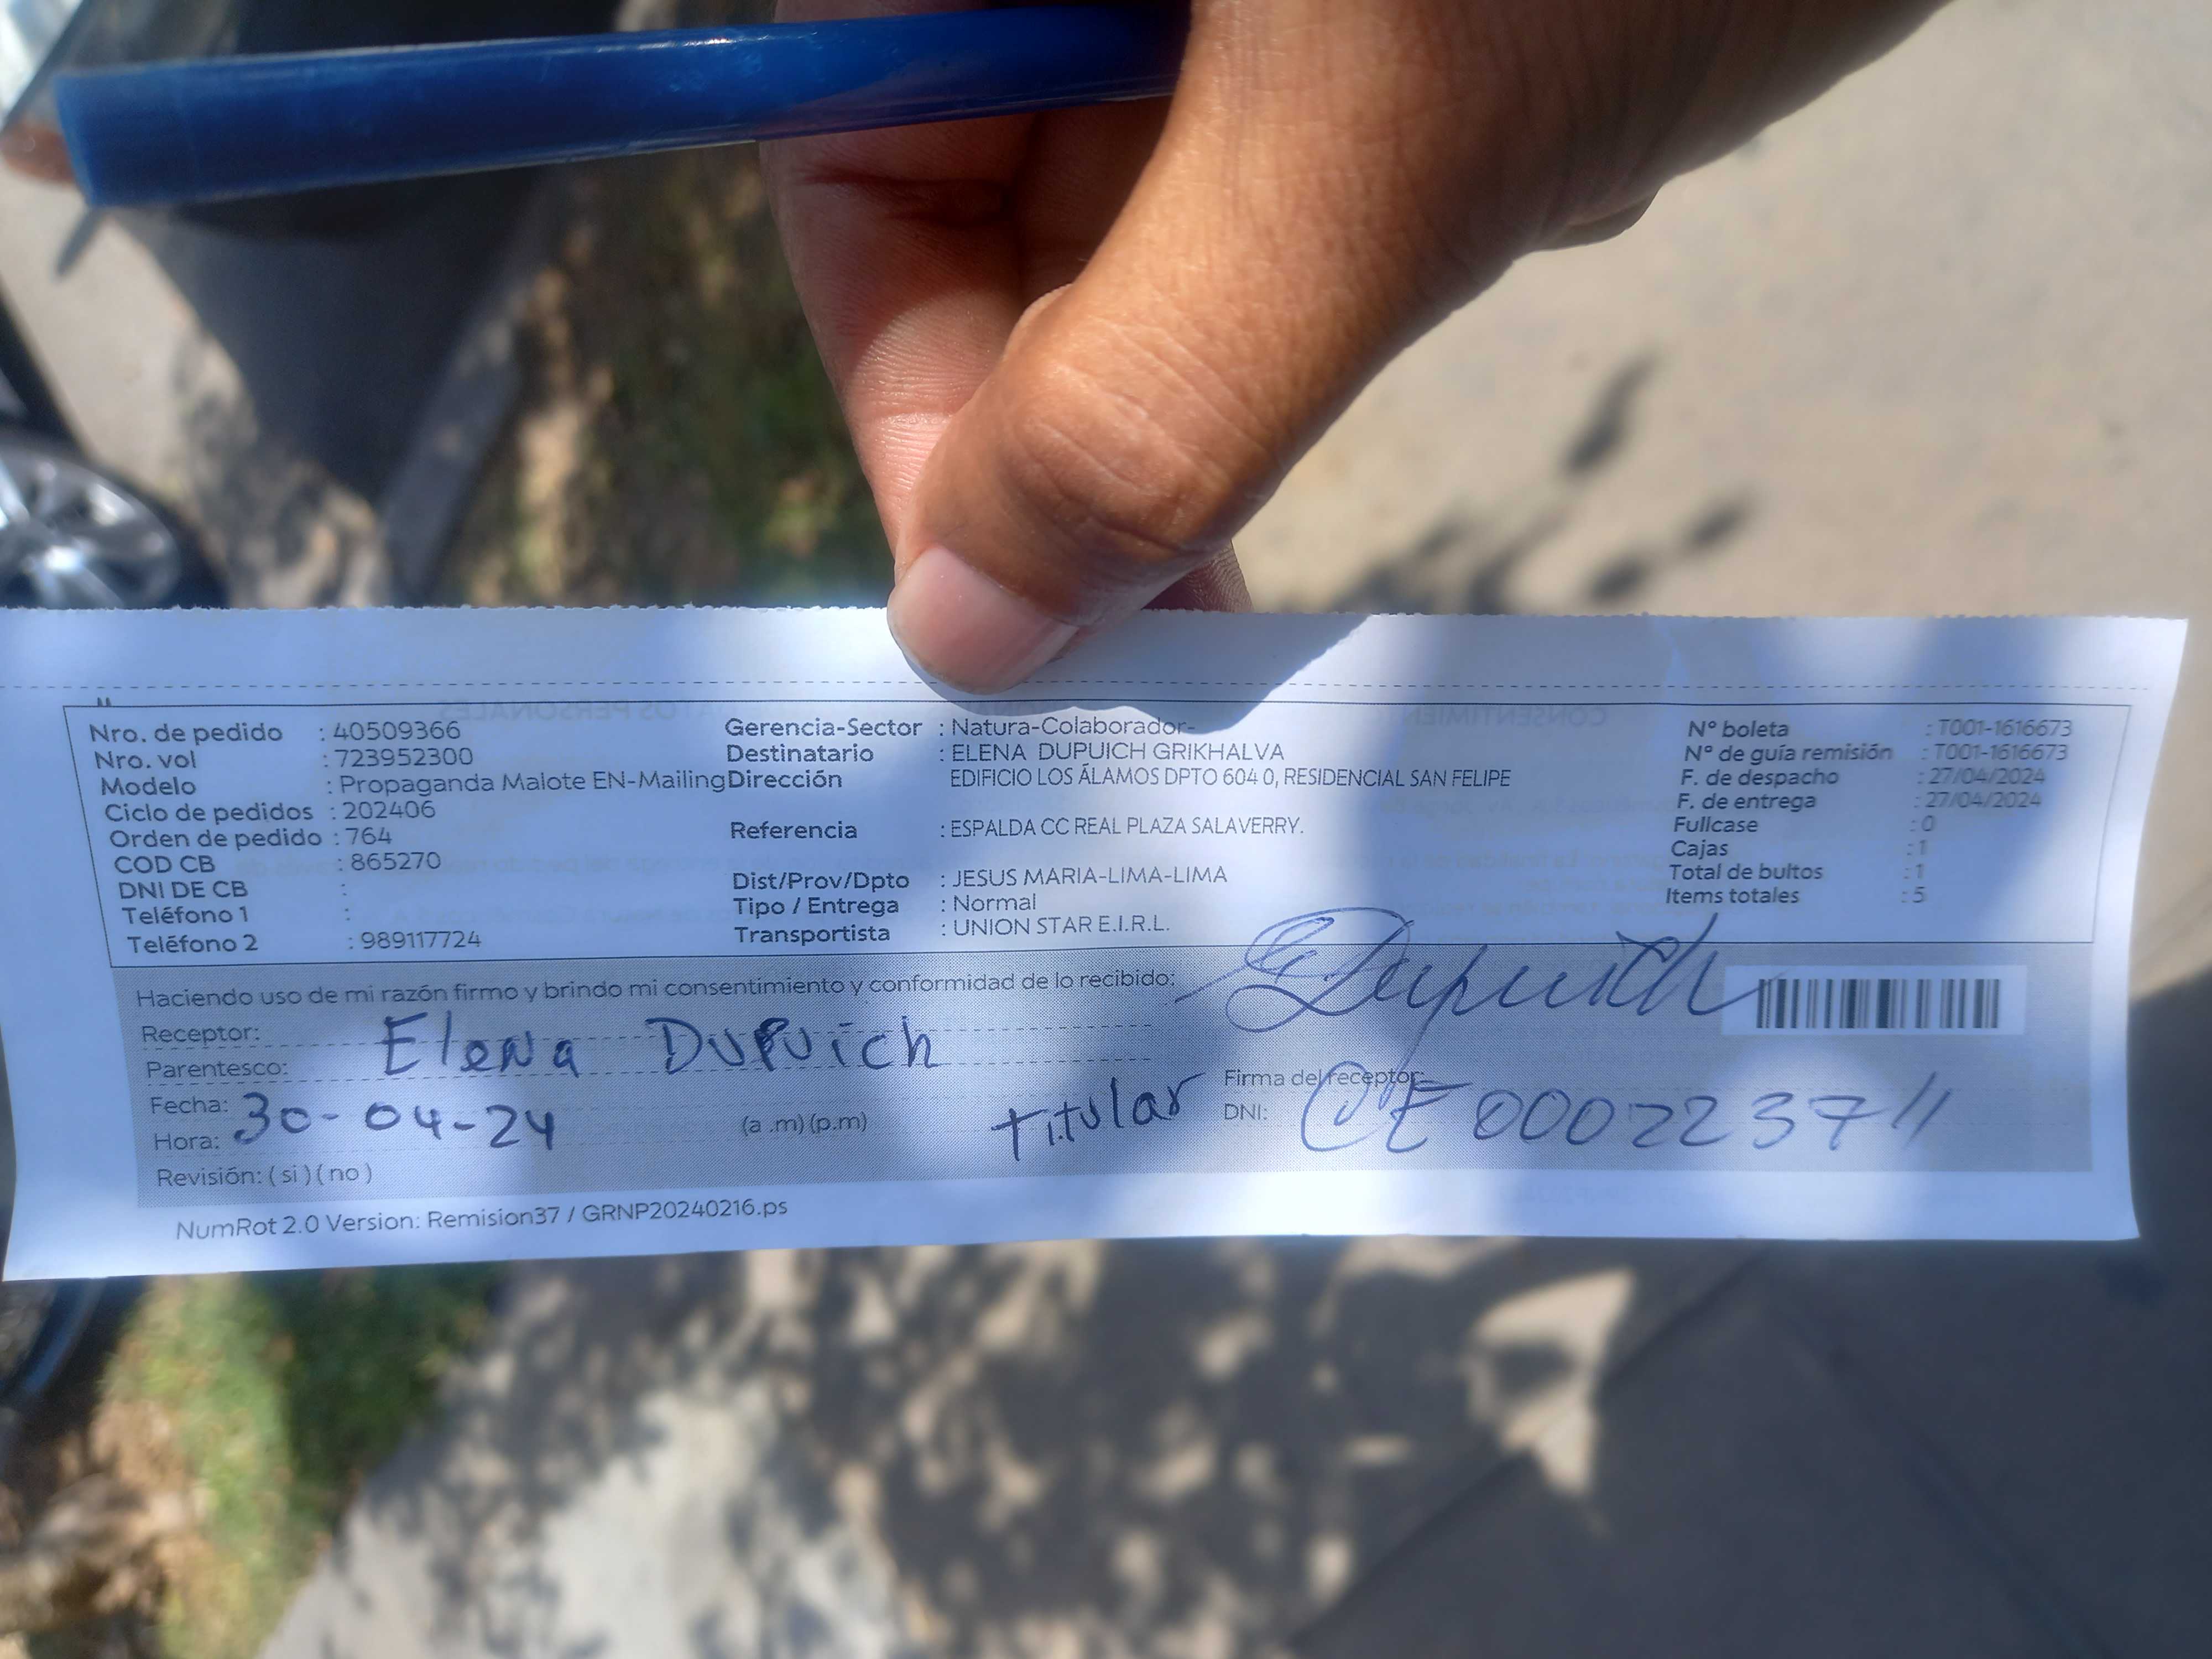 Nro. de pedido : 40509366
Nro. vol : 723952300
Modelo : Propaganda Malote EN-Mailing
Ciclo de pedidos : 202406
Orden de pedido : 764
COD CB : 865270
DNI DE CB :
Teléfono 1 :
Teléfono 2 : 989117724
Gerencia-Sector : Natura-Colaborador-
Destinatario : ELENA DUPUICH GRIKHALVA
Dirección EDIFICIO LOS ÁLAMOS DPTO 604 0, RESIDENCIAL SAN FELIPE
Referencia : ESPALDA CC REAL PLAZA SALAVERRY.
Dist/Prov/Dpto : JESUS MARIA-LIMA-LIMA
Tipo / Entrega : Normal
Transportista : UNION STAR E.I.R.L.
N° boleta : T001-1616673
N° de guía remisión : T001-1616673
F. de despacho : 27/04/2024
F. de entrega : 27/04/2024
Fullcase : 0
Cajas : 1
Total de bultos : 1
Items totales : 5
Haciendo uso de mi razón firmo y brindo mi consentimiento y conformidad de lo recibido:
Receptor: Elena Dupuich
Parentesco: Titular
Fecha: 30-04-24
Hora: (a .m) (p.m)
Revisión: ( si ) ( no )
E Dupuich
Firma del receptor:
DNI: CE 000223711
NumRot 2.0 Version: Remision37 / GRNP20240216.ps